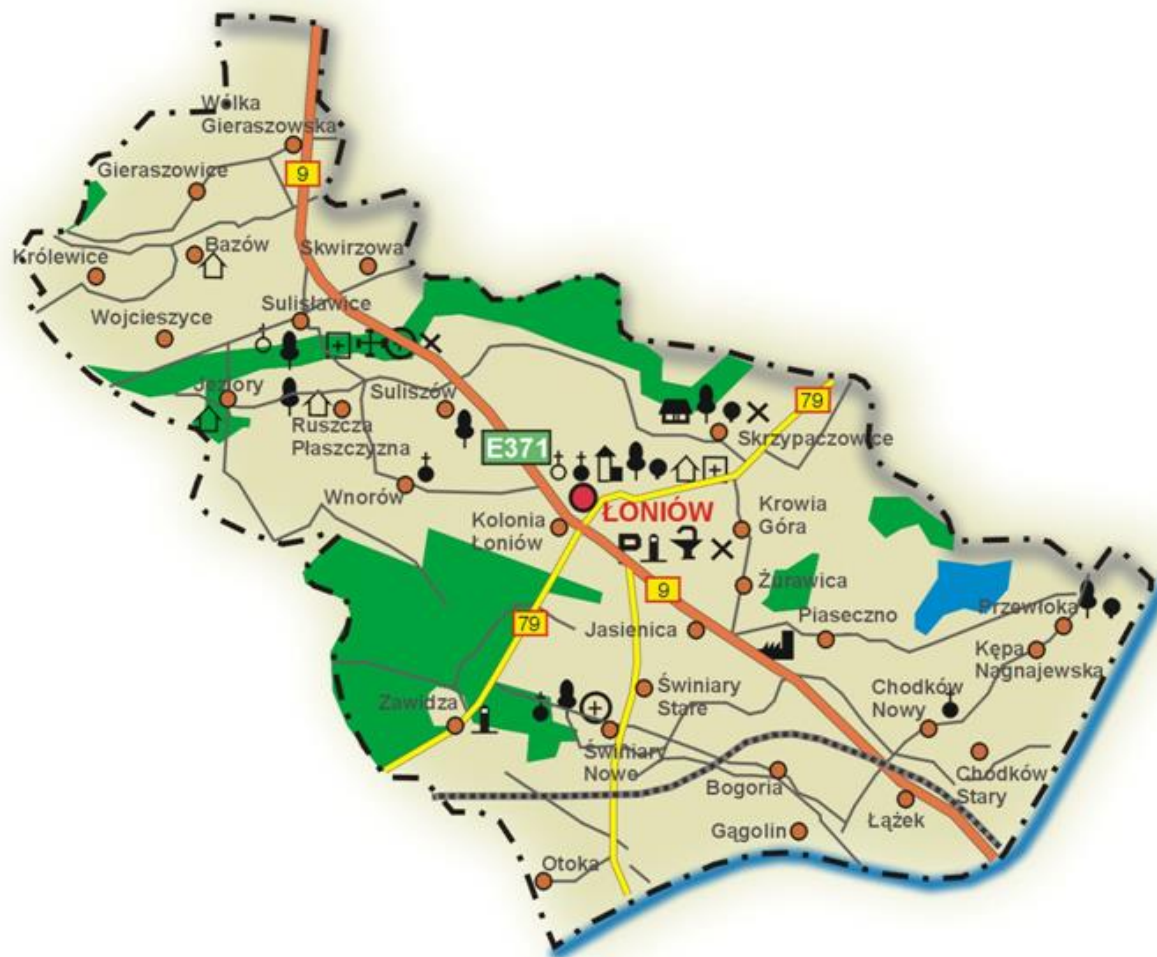 Wólka
Gieraszowska
Gieraszowice
9
Bazów
Skwirzowa
Królewice
Sulisławice
Wojcieszyce
Jeziory
Suliszów
79
Ruszcza
Płaszczyzna
Skrzypaczowice
E371
Wnorów
ŁONIÓW
Krowia
Góra
Kolonia
Łoniów
P
Żurawica
9
Przewłoka
Piaseczno
79
Jasienica
Kępa
Nagnajewska
Świniary
Stare
Chodków
Nowy
Zawidza
Świniary
Nowe
Chodków
Stary
Bogoria
Łążek
Gągolin
Otoka